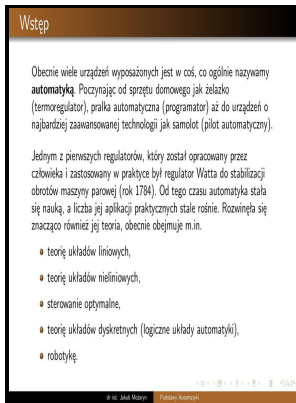 Wstęp
Obecnie wiele urządzeń wyposażonych jest w coś, co ogólnie nazywamy
automatyką. Poczynając od sprzętu domowego jak żelazko
(termoregulator), pralka automatyczna (programator) aż do urządzeń o
najbardziej zaawansowanej technologii jak samolot (pilot automatyczny).
Jednym z pierwszych regulatorów, który został opracowany przez
człowieka i zastosowany w praktyce był regulator Watta do stabilizacji
obrotów maszyny parowej (rok 1784). Od tego czasu automatyka stała
się nauką, a liczba jej aplikacji praktycznych stale rośnie. Rozwinęła się
znacząco również jej teoria, obecnie obejmuje m.in.
teorię układów liniowych,
teorię układów nieliniowych,
sterowanie optymalne,
teorię układów dyskretnych (logiczne układy automatyki),
robotykę.
dr inż. Jakub Możaryn Podstawy Automatyki